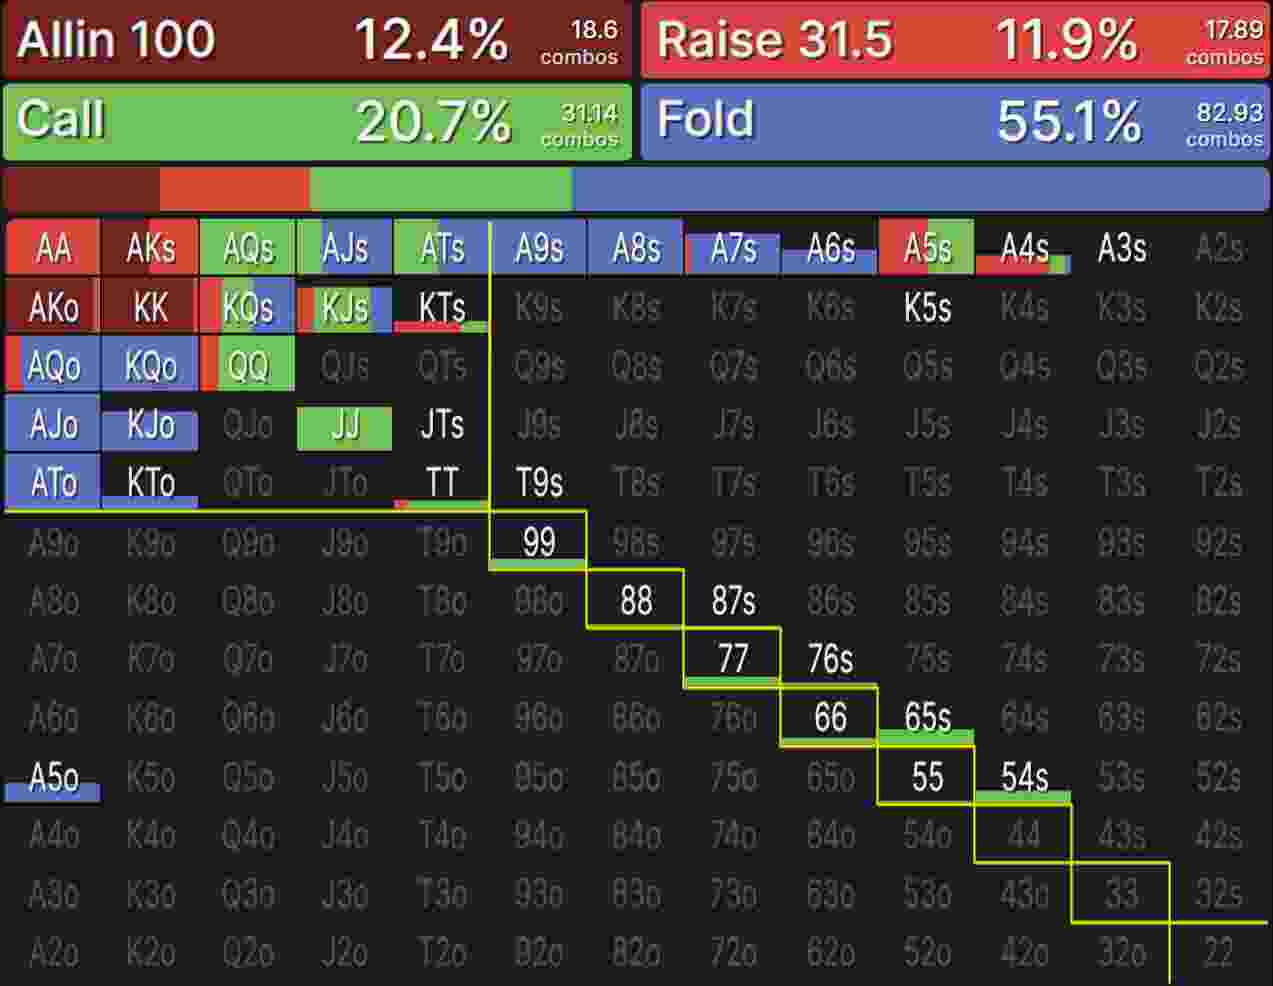 Allin 100 12.4% 18.6 combos
Raise 31.5 11.9% 17.89 combos
Call 20.7% 31.14 combos
Fold 55.1% 82.93 combos
AA AKs AQs AJs ATs A9s A8s A7s A6s A5s A4s A3s A2s
AKo KK KQs KJs KTs K9s K8s K7s K6s K5s K4s K3s K2s
AQo KQo QQ QJs QTs Q9s Q8s Q7s Q6s Q5s Q4s Q3s Q2s
AJo KJo QJo JJ JTs J9s J8s J7s J6s J5s J4s J3s J2s
ATo KTo QTo JTo TT T9s T8s T7s T6s T5s T4s T3s T2s
A9o K9o Q9o J9o T9o 99 98s 97s 96s 95s 94s 93s 92s
A8o K8o Q8o J8o T8o 98o 88 87s 86s 85s 84s 83s 82s
A7o K7o Q7o J7o T7o 97o 87o 77 76s 75s 74s 73s 72s
A6o K6o Q6o J6o T6o 96o 86o 76o 66 65s 64s 63s 62s
A5o K5o Q5o J5o T5o 95o 85o 75o 65o 55 54s 53s 52s
A4o K4o Q4o J4o T4o 94o 84o 74o 64o 54o 44 43s 42s
A3o K3o Q3o J3o T3o 93o 83o 73o 63o 53o 43o 33 32s
A2o K2o Q2o J2o T2o 92o 82o 72o 62o 52o 42o 32o 22